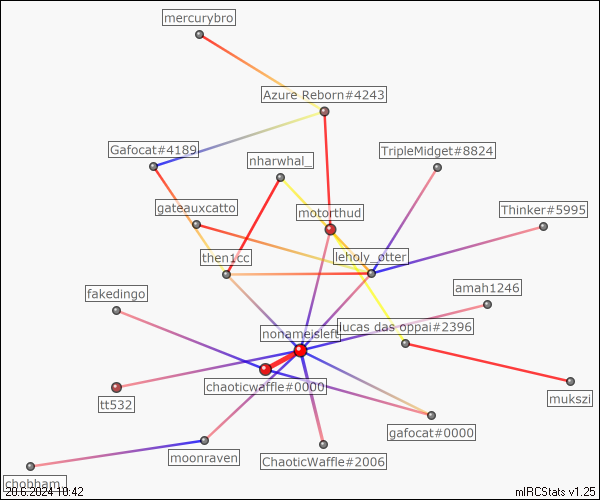 mercurybro
Azure Reborn#4243
Gafocat#4189
TripleMidget#8824
nharwhal_
gateauxcatto
motorthud
Thinker#5995
then1cc
leholy_otter
amah1246
fakedingo
nonameisleft
lucas das oppai#2396
chaoticwaffle#0000
tt532
mukszi
gafocat#0000
moonraven
ChaoticWaffle#2006
chobham_
20.6.2024 10:42
mIRCStats v1.25